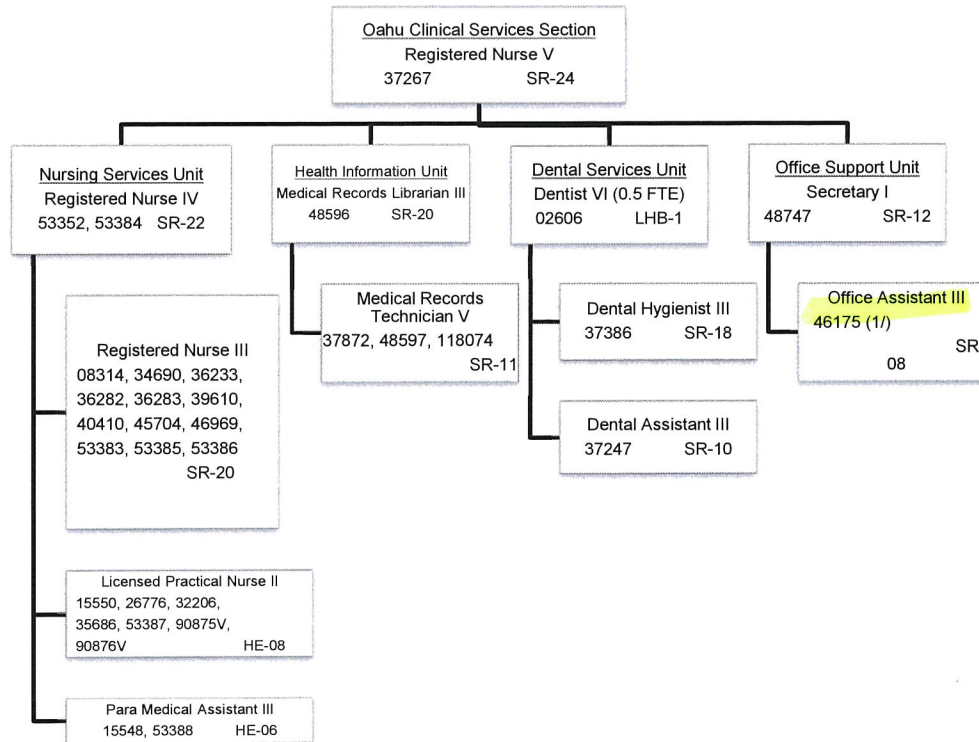 Oahu Clinical Services Section
Registered Nurse V
37267 SR-24
Nursing Services Unit
Registered Nurse IV
53352, 53384 SR-22
Health Information Unit
Medical Records Librarian III
48596 SR-20
Dental Services Unit
Dentist VI (0.5 FTE)
02606 LHB-1
Office Support Unit
Secretary I
48747 SR-12
Registered Nurse III
08314, 34690, 36233,
36282, 36283, 39610,
40410, 45704, 46969,
53383, 53385, 53386
SR-20
Medical Records
Technician V
37872, 48597, 118074
SR-11
Dental Hygienist III
37386 SR-18
Office Assistant III
46175 (1/)
SR
08
Dental Assistant III
37247 SR-10
Licensed Practical Nurse II
15550, 26776, 32206,
35686, 53387, 90875V,
90876V HE-08
Para Medical Assistant III
15548, 53388 HE-06